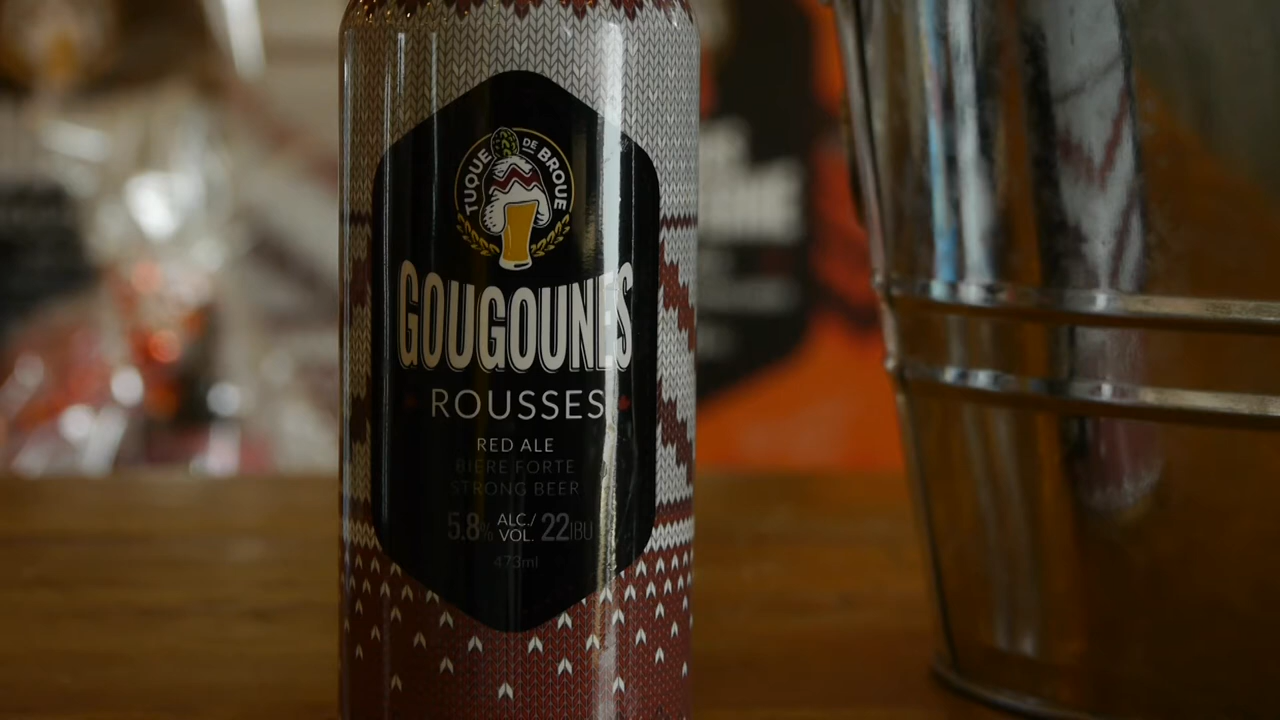 TUQUE DE BROUE
GOUGOUNES
ROUSSES
RED ALE
BIÈRE FORTE
STRONG BEER
5.8% ALC./VOL. 22IBU
473ml